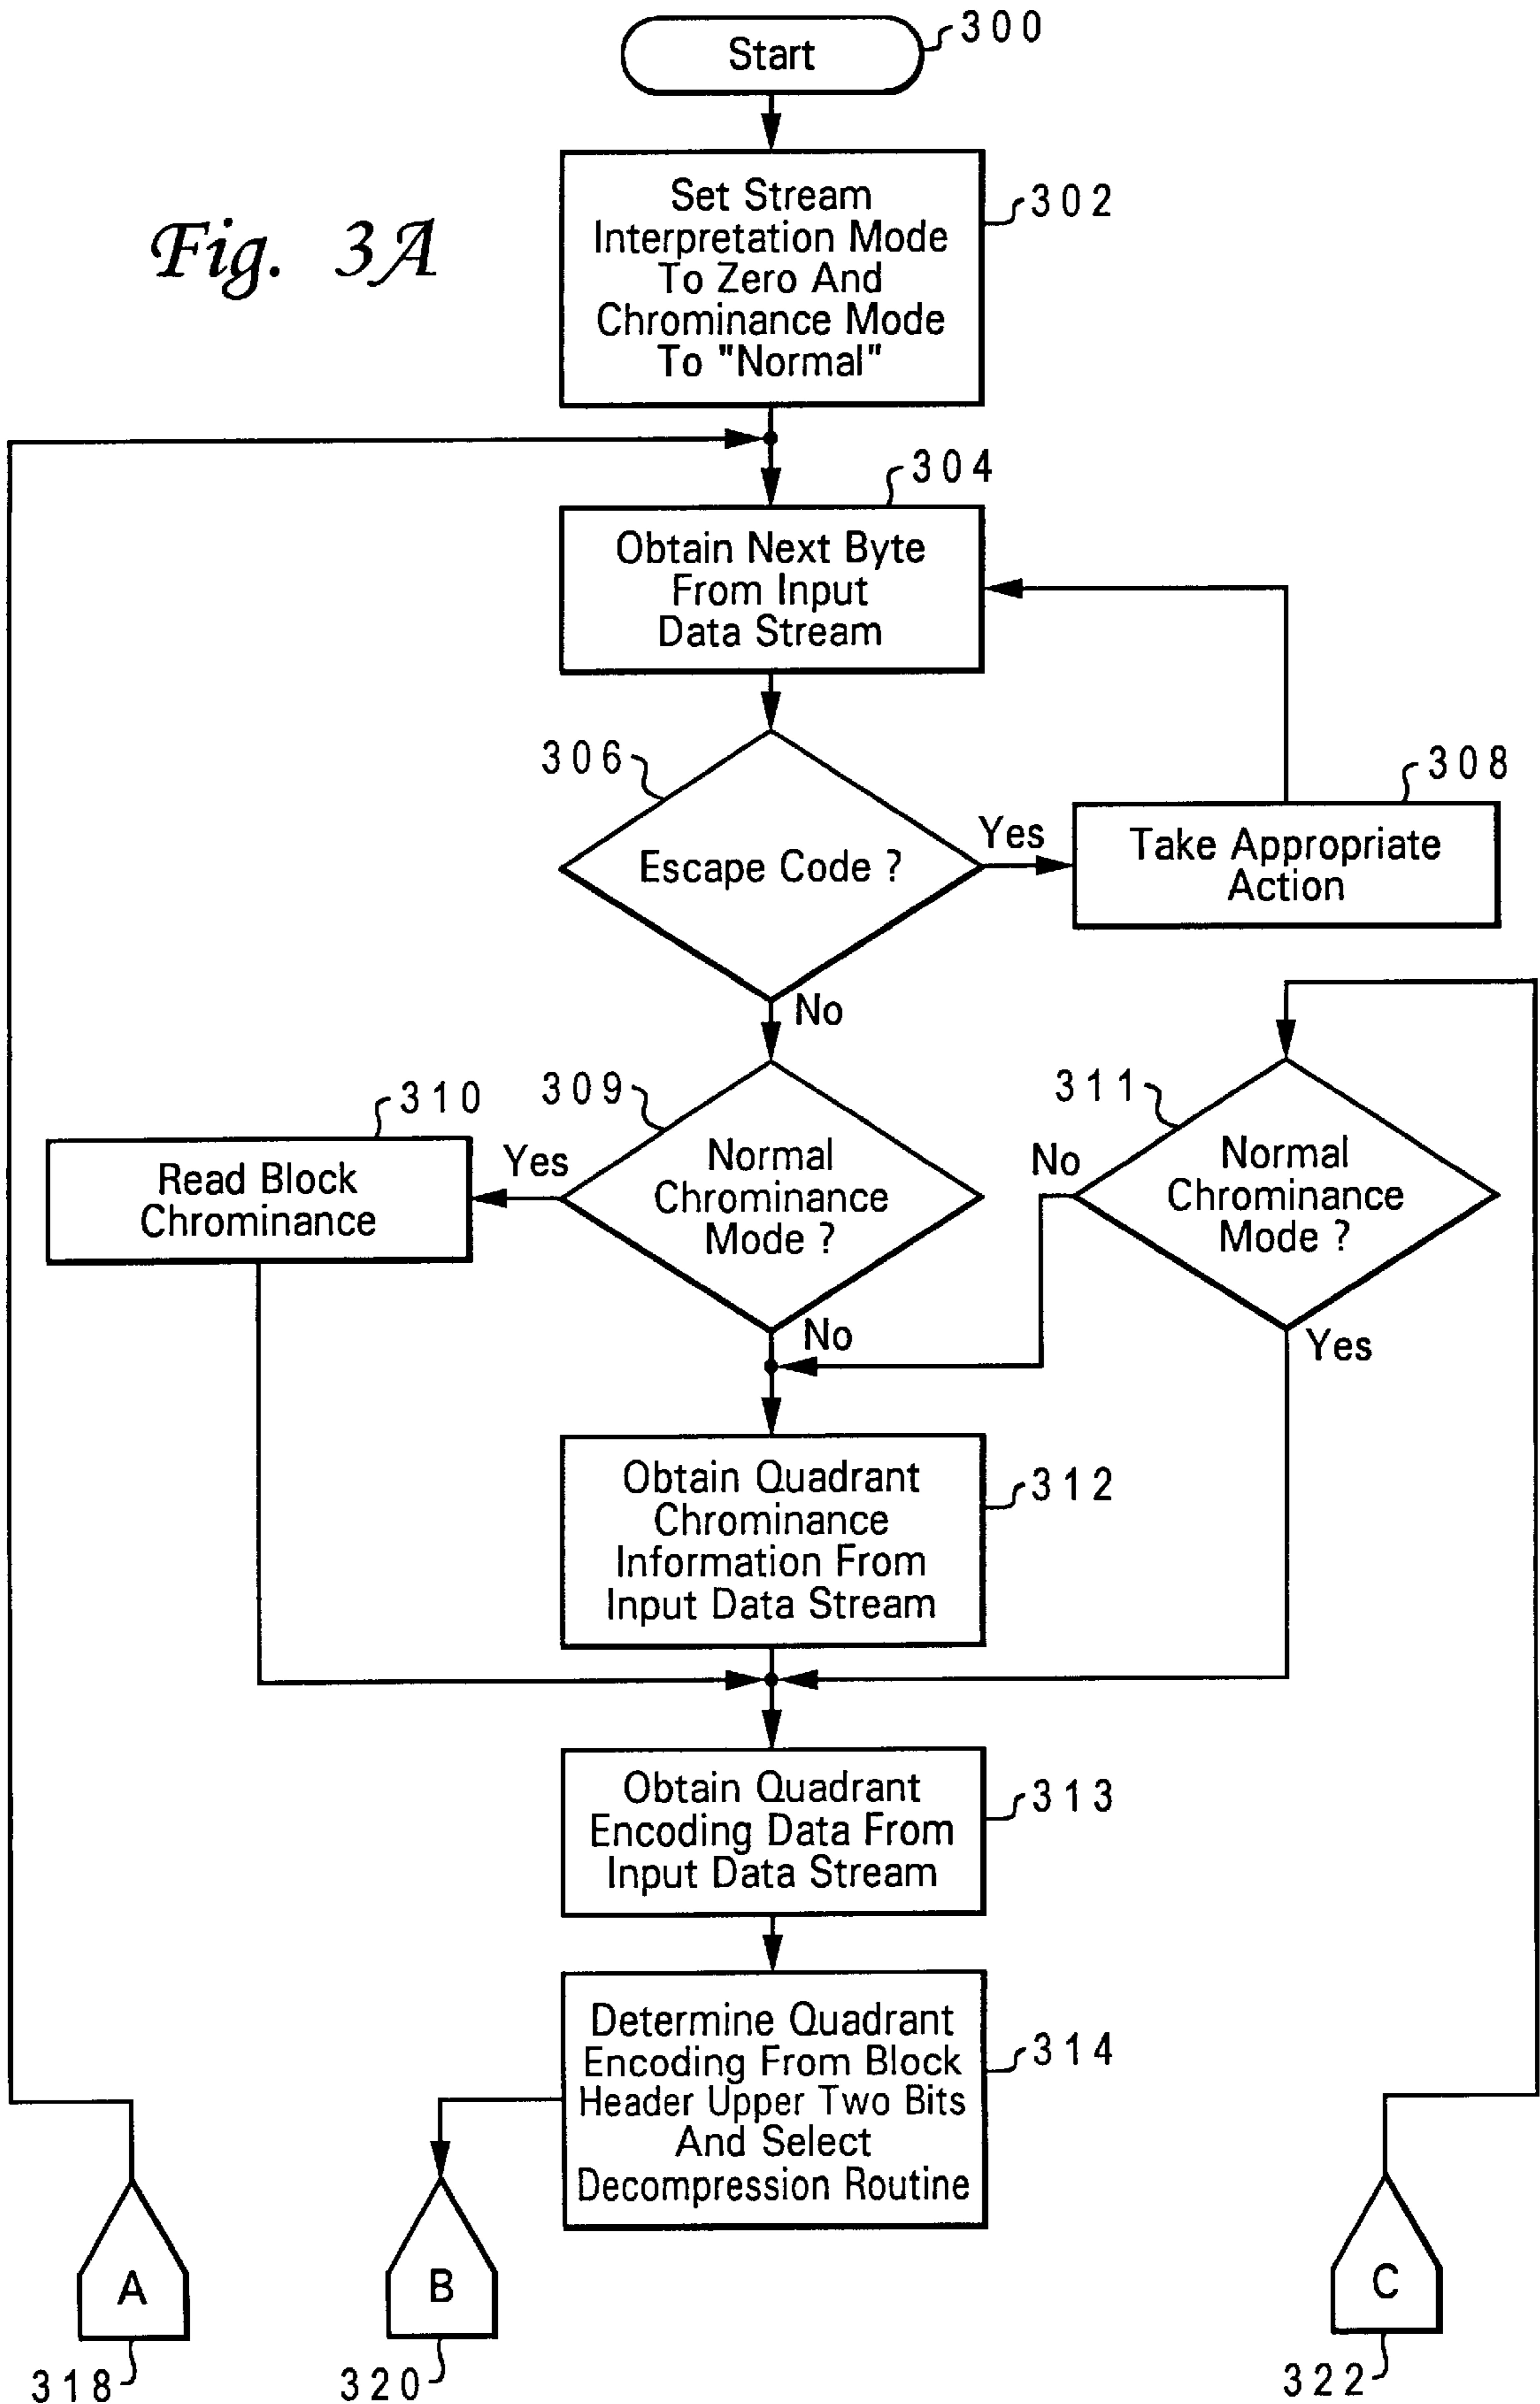 300
Start
302
Set Stream
Interpretation Mode
To Zero And
Chrominance Mode
To "Normal"
Fig. 3A
304
Obtain Next Byte
From Input
Data Stream
306
Escape Code ?
Yes
308
Take Appropriate
Action
No
309
Normal
Chrominance
Mode ?
Yes
310
Read Block
Chrominance
No
311
Normal
Chrominance
Mode ?
No
Yes
312
Obtain Quadrant
Chrominance
Information From
Input Data Stream
313
Obtain Quadrant
Encoding Data From
Input Data Stream
314
Determine Quadrant
Encoding From Block
Header Upper Two Bits
And Select
Decompression Routine
A
318
B
320
C
322